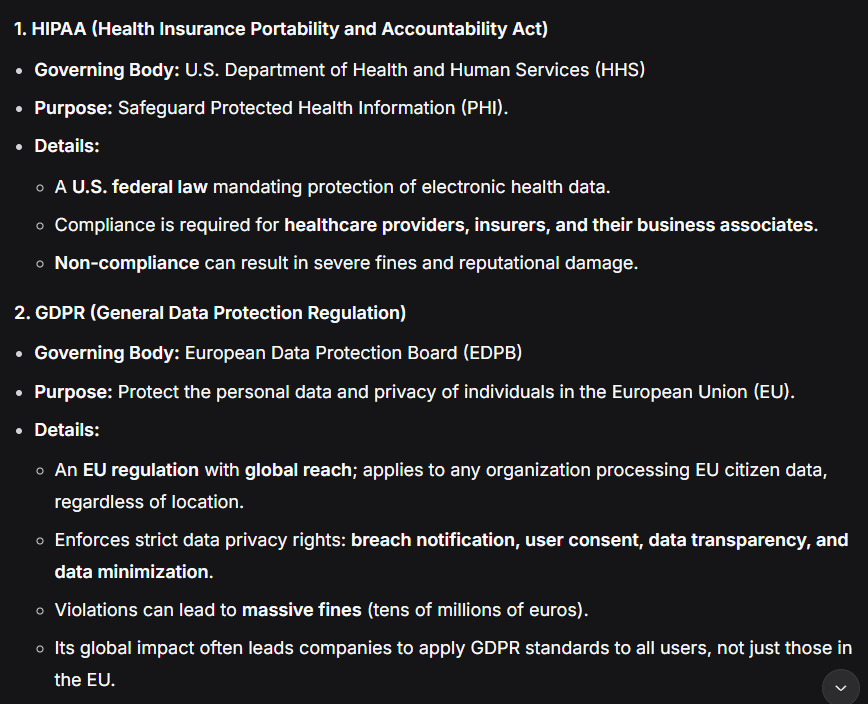 1. HIPAA (Health Insurance Portability and Accountability Act)
• Governing Body: U.S. Department of Health and Human Services (HHS)
• Purpose: Safeguard Protected Health Information (PHI).
• Details:
○ A U.S. federal law mandating protection of electronic health data.
○ Compliance is required for healthcare providers, insurers, and their business associates.
○ Non-compliance can result in severe fines and reputational damage.
2. GDPR (General Data Protection Regulation)
• Governing Body: European Data Protection Board (EDPB)
• Purpose: Protect the personal data and privacy of individuals in the European Union (EU).
• Details:
○ An EU regulation with global reach; applies to any organization processing EU citizen data,
regardless of location.
○ Enforces strict data privacy rights: breach notification, user consent, data transparency, and
data minimization.
○ Violations can lead to massive fines (tens of millions of euros).
○ Its global impact often leads companies to apply GDPR standards to all users, not just those in
the EU.